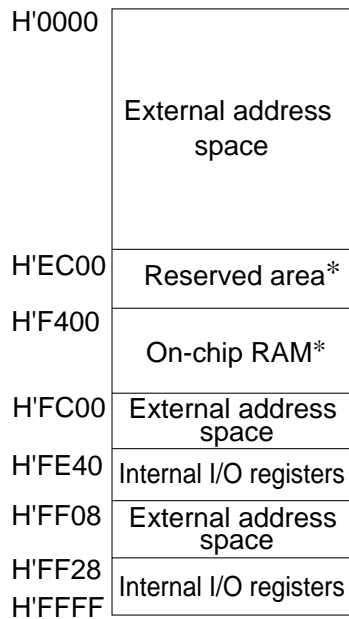 H'0000
External address
space
H'EC00
Reserved area*
H'F400
On-chip RAM*
H'FC00
External address
space
H'FE40
Internal I/O registers
H'FF08
External address
space
H'FF28
Internal I/O registers
H'FFFF